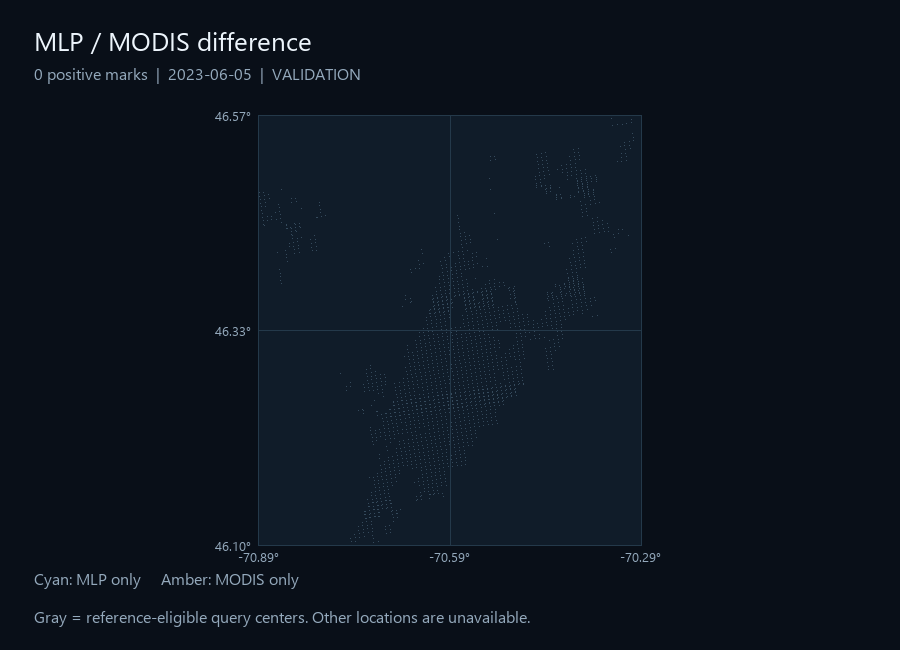 MLP / MODIS difference
0 positive marks | 2023-06-05 | VALIDATION
46.57°
46.33°
46.10°
-70.89° -70.59° -70.29°
Cyan: MLP only Amber: MODIS only
Gray = reference-eligible query centers. Other locations are unavailable.